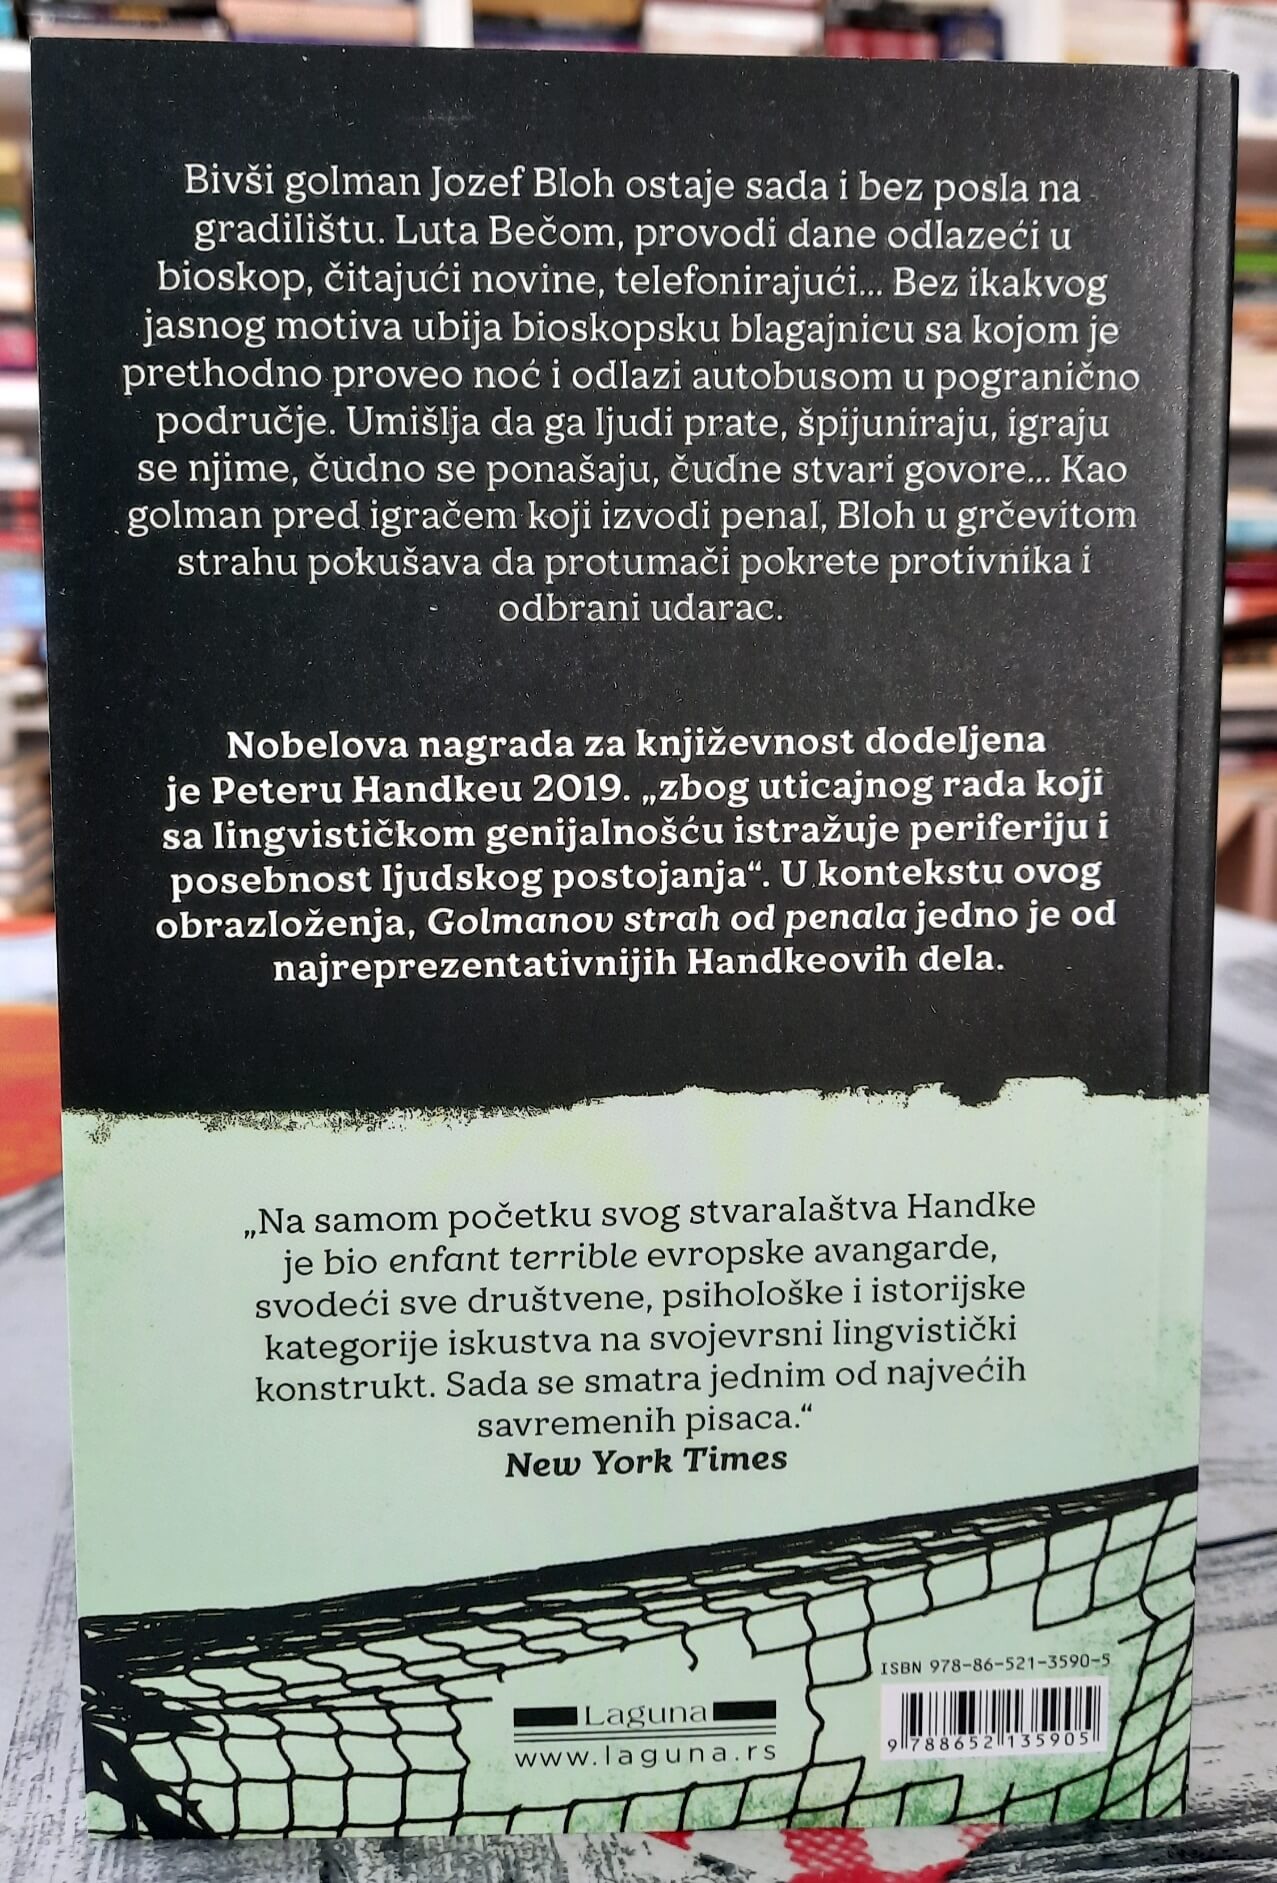 Bivši golman Jozef Bloh ostaje sada i bez posla na
gradilištu. Luta Bečom, provodi dane odlazeći u
bioskop, čitajući novine, telefonirajući... Bez ikakvog
jasnog motiva ubija bioskopsku blagajnicu sa kojom je
prethodno proveo noć i odlazi autobusom u pogranično
područje. Umišlja da ga ljudi prate, špijuniraju, igraju
se njime, čudno se ponašaju, čudne stvari govore... Kao
golman pred igračem koji izvodi penal, Bloh u grčevitom
strahu pokušava da protumači pokrete protivnika i
odbrani udarac.
Nobelova nagrada za književnost dodeljena
je Peteru Handkeu 2019. „zbog uticajnog rada koji
sa lingvističkom genijalnošću istražuje periferiju i
posebnost ljudskog postojanja“. U kontekstu ovog
obrazloženja, Golmanov strah od penala jedno je od
najreprezentativnijih Handkeovih dela.
„Na samom početku svog stvaralaštva Handke
je bio enfant terrible evropske avangarde,
svodeći sve društvene, psihološke i istorijske
kategorije iskustva na svojevrsni lingvistički
konstrukt. Sada se smatra jednim od najvećih
savremenih pisaca.“
New York Times
ISBN 978-86-521-3590-5
9 788652 135905
Laguna
www.laguna.rs